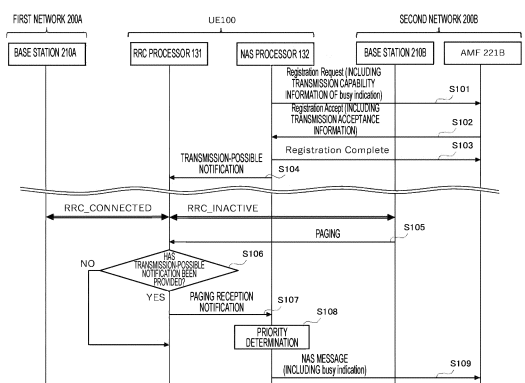 FIRST NETWORK 200A
UE100
SECOND NETWORK 200B
BASE STATION 210A
RRC PROCESSOR 131
NAS PROCESSOR 132
BASE STATION 210B
AMF 221B
Registration Request (INCLUDING
TRANSMISSION CAPABILITY
INFORMATION OF busy indication)
S101
Registration Accept (INCLUDING
TRANSMISSION ACCEPTANCE
INFORMATION)
S102
Registration Complete
S103
TRANSMISSION-POSSIBLE
NOTIFICATION
S104
RRC_CONNECTED
RRC_INACTIVE
PAGING
S105
HAS
TRANSMISSION-POSSIBLE
NOTIFICATION BEEN
PROVIDED?
S106
NO
YES
PAGING RECEPTION
NOTIFICATION
S107
S108
PRIORITY
DETERMINATION
NAS MESSAGE
(INCLUDING busy indication)
S109